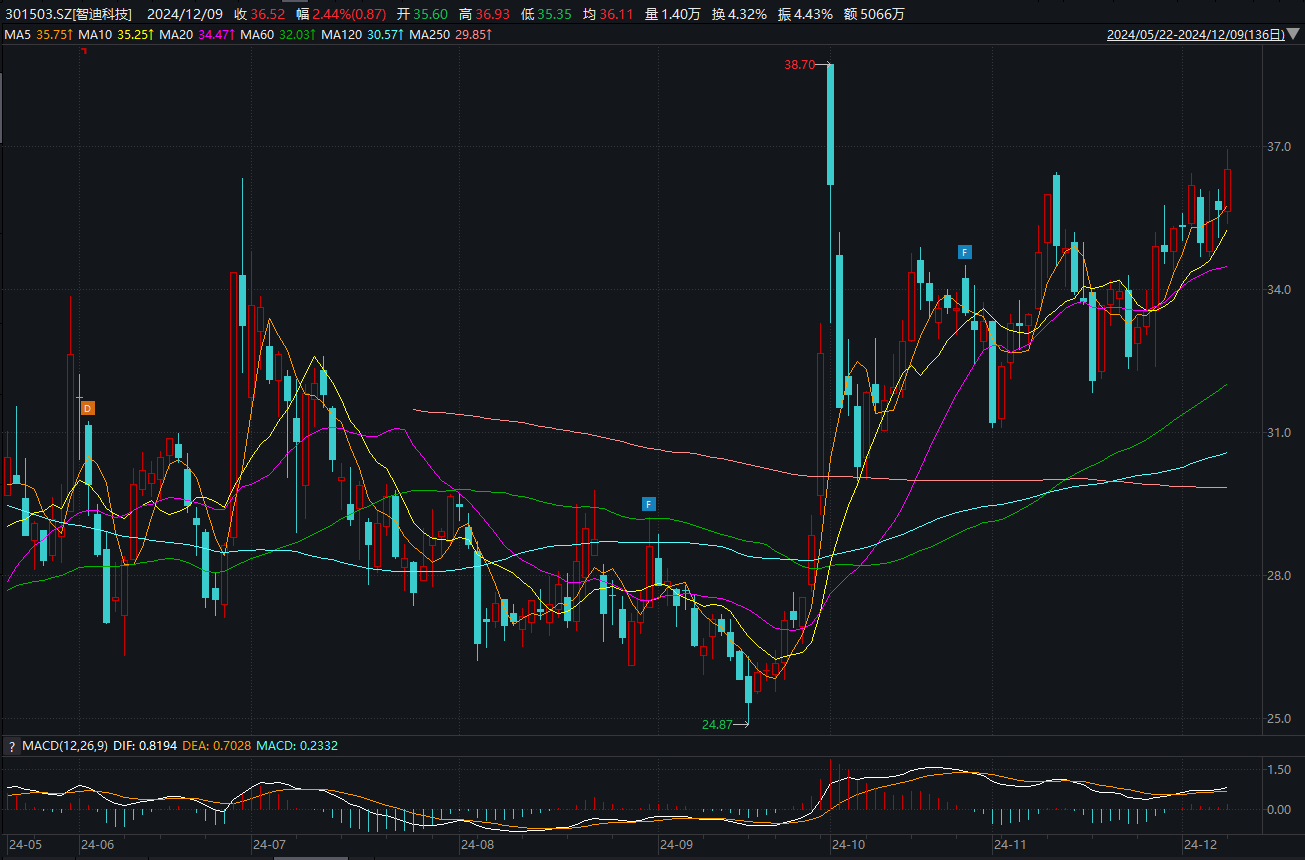 301503.SZ[智迪科技] 2024/12/09 收 36.52 幅 2.44%(0.87) 开 35.60 高 36.93 低 35.35 均 36.11 量 1.40万 换 4.32% 振 4.43% 额 5066万
MA5 35.75↑ MA10 35.25↑ MA20 34.47↑ MA60 32.03↑ MA120 30.57↑ MA250 29.85↑ 2024/05/22-2024/12/09(136日)
38.70
37.0
F
34.0
D
31.0
F
28.0
24.87
25.0
? MACD(12,26,9) DIF: 0.8194 DEA: 0.7028 MACD: 0.2332
1.50
0.00
24-05 24-06 24-07 24-08 24-09 24-10 24-11 24-12